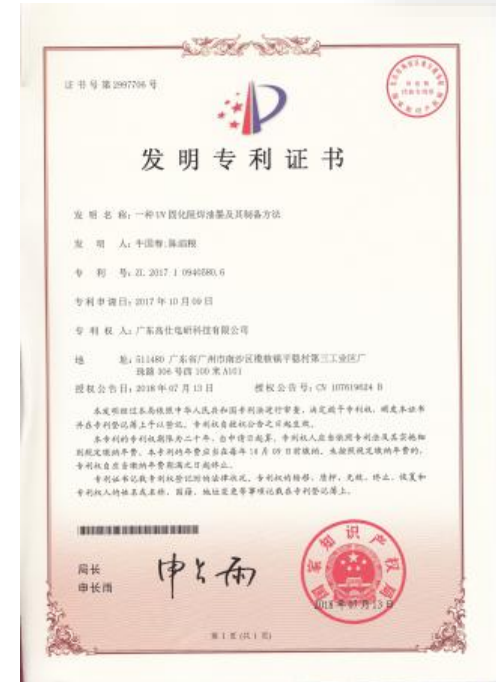 证书号第2997706号
发明专利证书
发 明 名 称：一种UV固化阻焊油墨及其制备方法
发 明 人：牛国春;陈韶校
专 利 号：ZL 2017 1 0940580.6
专利申请日：2017年10月09日
专 利 权 人：广东高仕电研科技有限公司
地 址：511480 广东省广州市南沙区榄核镇平稳村第三工业区厂
珠籁306号四100米A101
授权公告日：2018年07月13日 授权公告号：CN 107619624 B
本发明经过本局依照中华人民共和国专利法进行审查，决定授予专利权，颁发本证书
并在专利登记簿上予以登记。专利权自授权公告之日起生效。
本专利的专利权期限为二十年，自申请日起算。专利权人应当依照专利法及其实施细
则规定缴纳年费。本专利的年费应当在每年10月09日前缴纳。未按照规定缴纳年费的，
专利权自应当缴纳年费期满之日起终止。
专利证书记载专利权登记时的法律状况。专利权的转移、质押、无效、终止、恢复和
专利权人的姓名或名称、国籍、地址变更等事项记载在专利登记簿上。
局长
申长雨
申长雨
国家知识产权局
2018年07月13日
第1页(共1页)